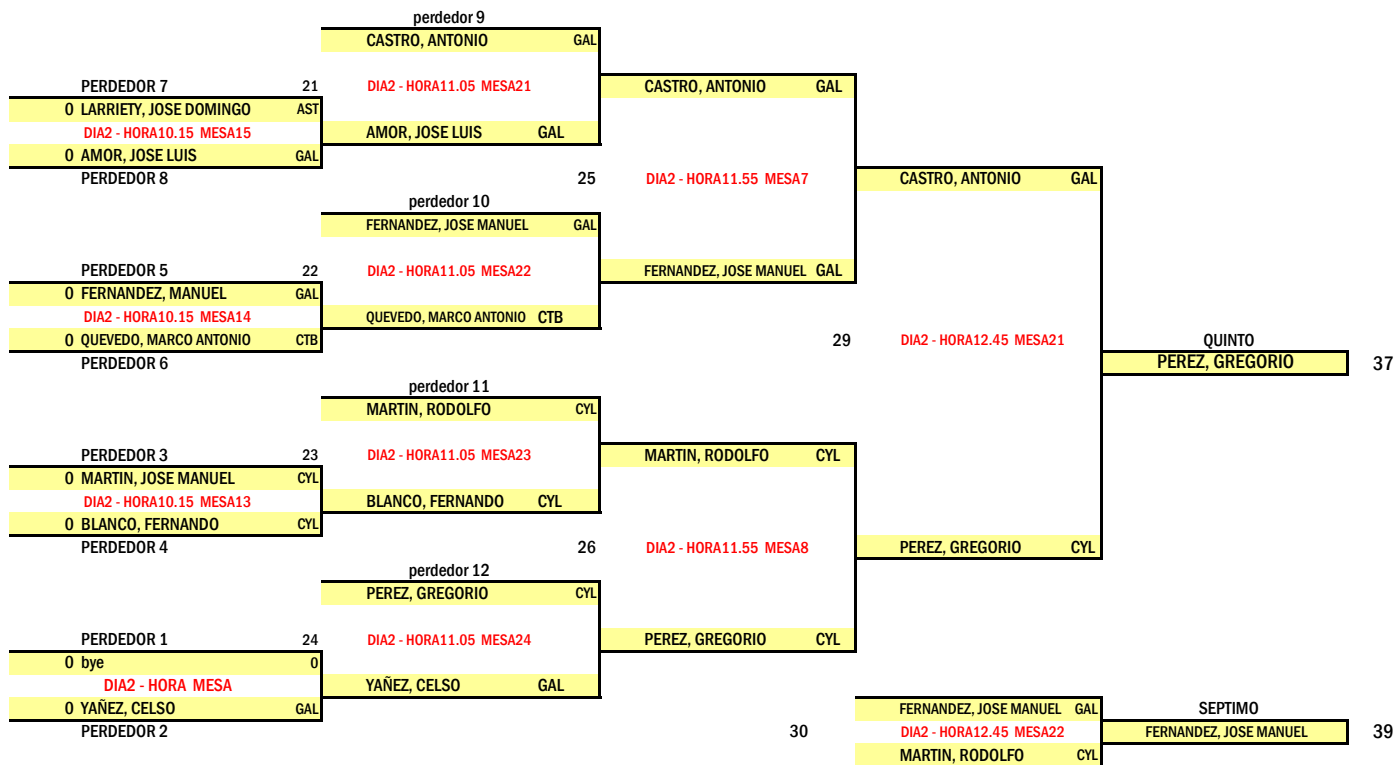 perdedor 9
CASTRO, ANTONIO GAL
PERDEDOR 7 21 DIA2 - HORA11.05 MESA21 CASTRO, ANTONIO GAL
0 LARRIETY, JOSE DOMINGO AST
DIA2 - HORA10.15 MESA15 AMOR, JOSE LUIS GAL
0 AMOR, JOSE LUIS GAL
PERDEDOR 8 25 DIA2 - HORA11.55 MESA7 CASTRO, ANTONIO GAL
perdedor 10
FERNANDEZ, JOSE MANUEL GAL
PERDEDOR 5 22 DIA2 - HORA11.05 MESA22 FERNANDEZ, JOSE MANUEL GAL
0 FERNANDEZ, MANUEL GAL
DIA2 - HORA10.15 MESA14 QUEVEDO, MARCO ANTONIO CTB
0 QUEVEDO, MARCO ANTONIO CTB 29 DIA2 - HORA12.45 MESA21 QUINTO
PERDEDOR 6 PEREZ, GREGORIO 37
perdedor 11
MARTIN, RODOLFO CYL
PERDEDOR 3 23 DIA2 - HORA11.05 MESA23 MARTIN, RODOLFO CYL
0 MARTIN, JOSE MANUEL CYL
DIA2 - HORA10.15 MESA13 BLANCO, FERNANDO CYL
0 BLANCO, FERNANDO CYL
PERDEDOR 4 26 DIA2 - HORA11.55 MESA8 PEREZ, GREGORIO CYL
perdedor 12
PEREZ, GREGORIO CYL
PERDEDOR 1 24 DIA2 - HORA11.05 MESA24 PEREZ, GREGORIO CYL
0 bye 0
DIA2 - HORA MESA YAÑEZ, CELSO GAL
0 YAÑEZ, CELSO GAL FERNANDEZ, JOSE MANUEL GAL SEPTIMO
PERDEDOR 2 30 DIA2 - HORA12.45 MESA22 FERNANDEZ, JOSE MANUEL 39
MARTIN, RODOLFO CYL